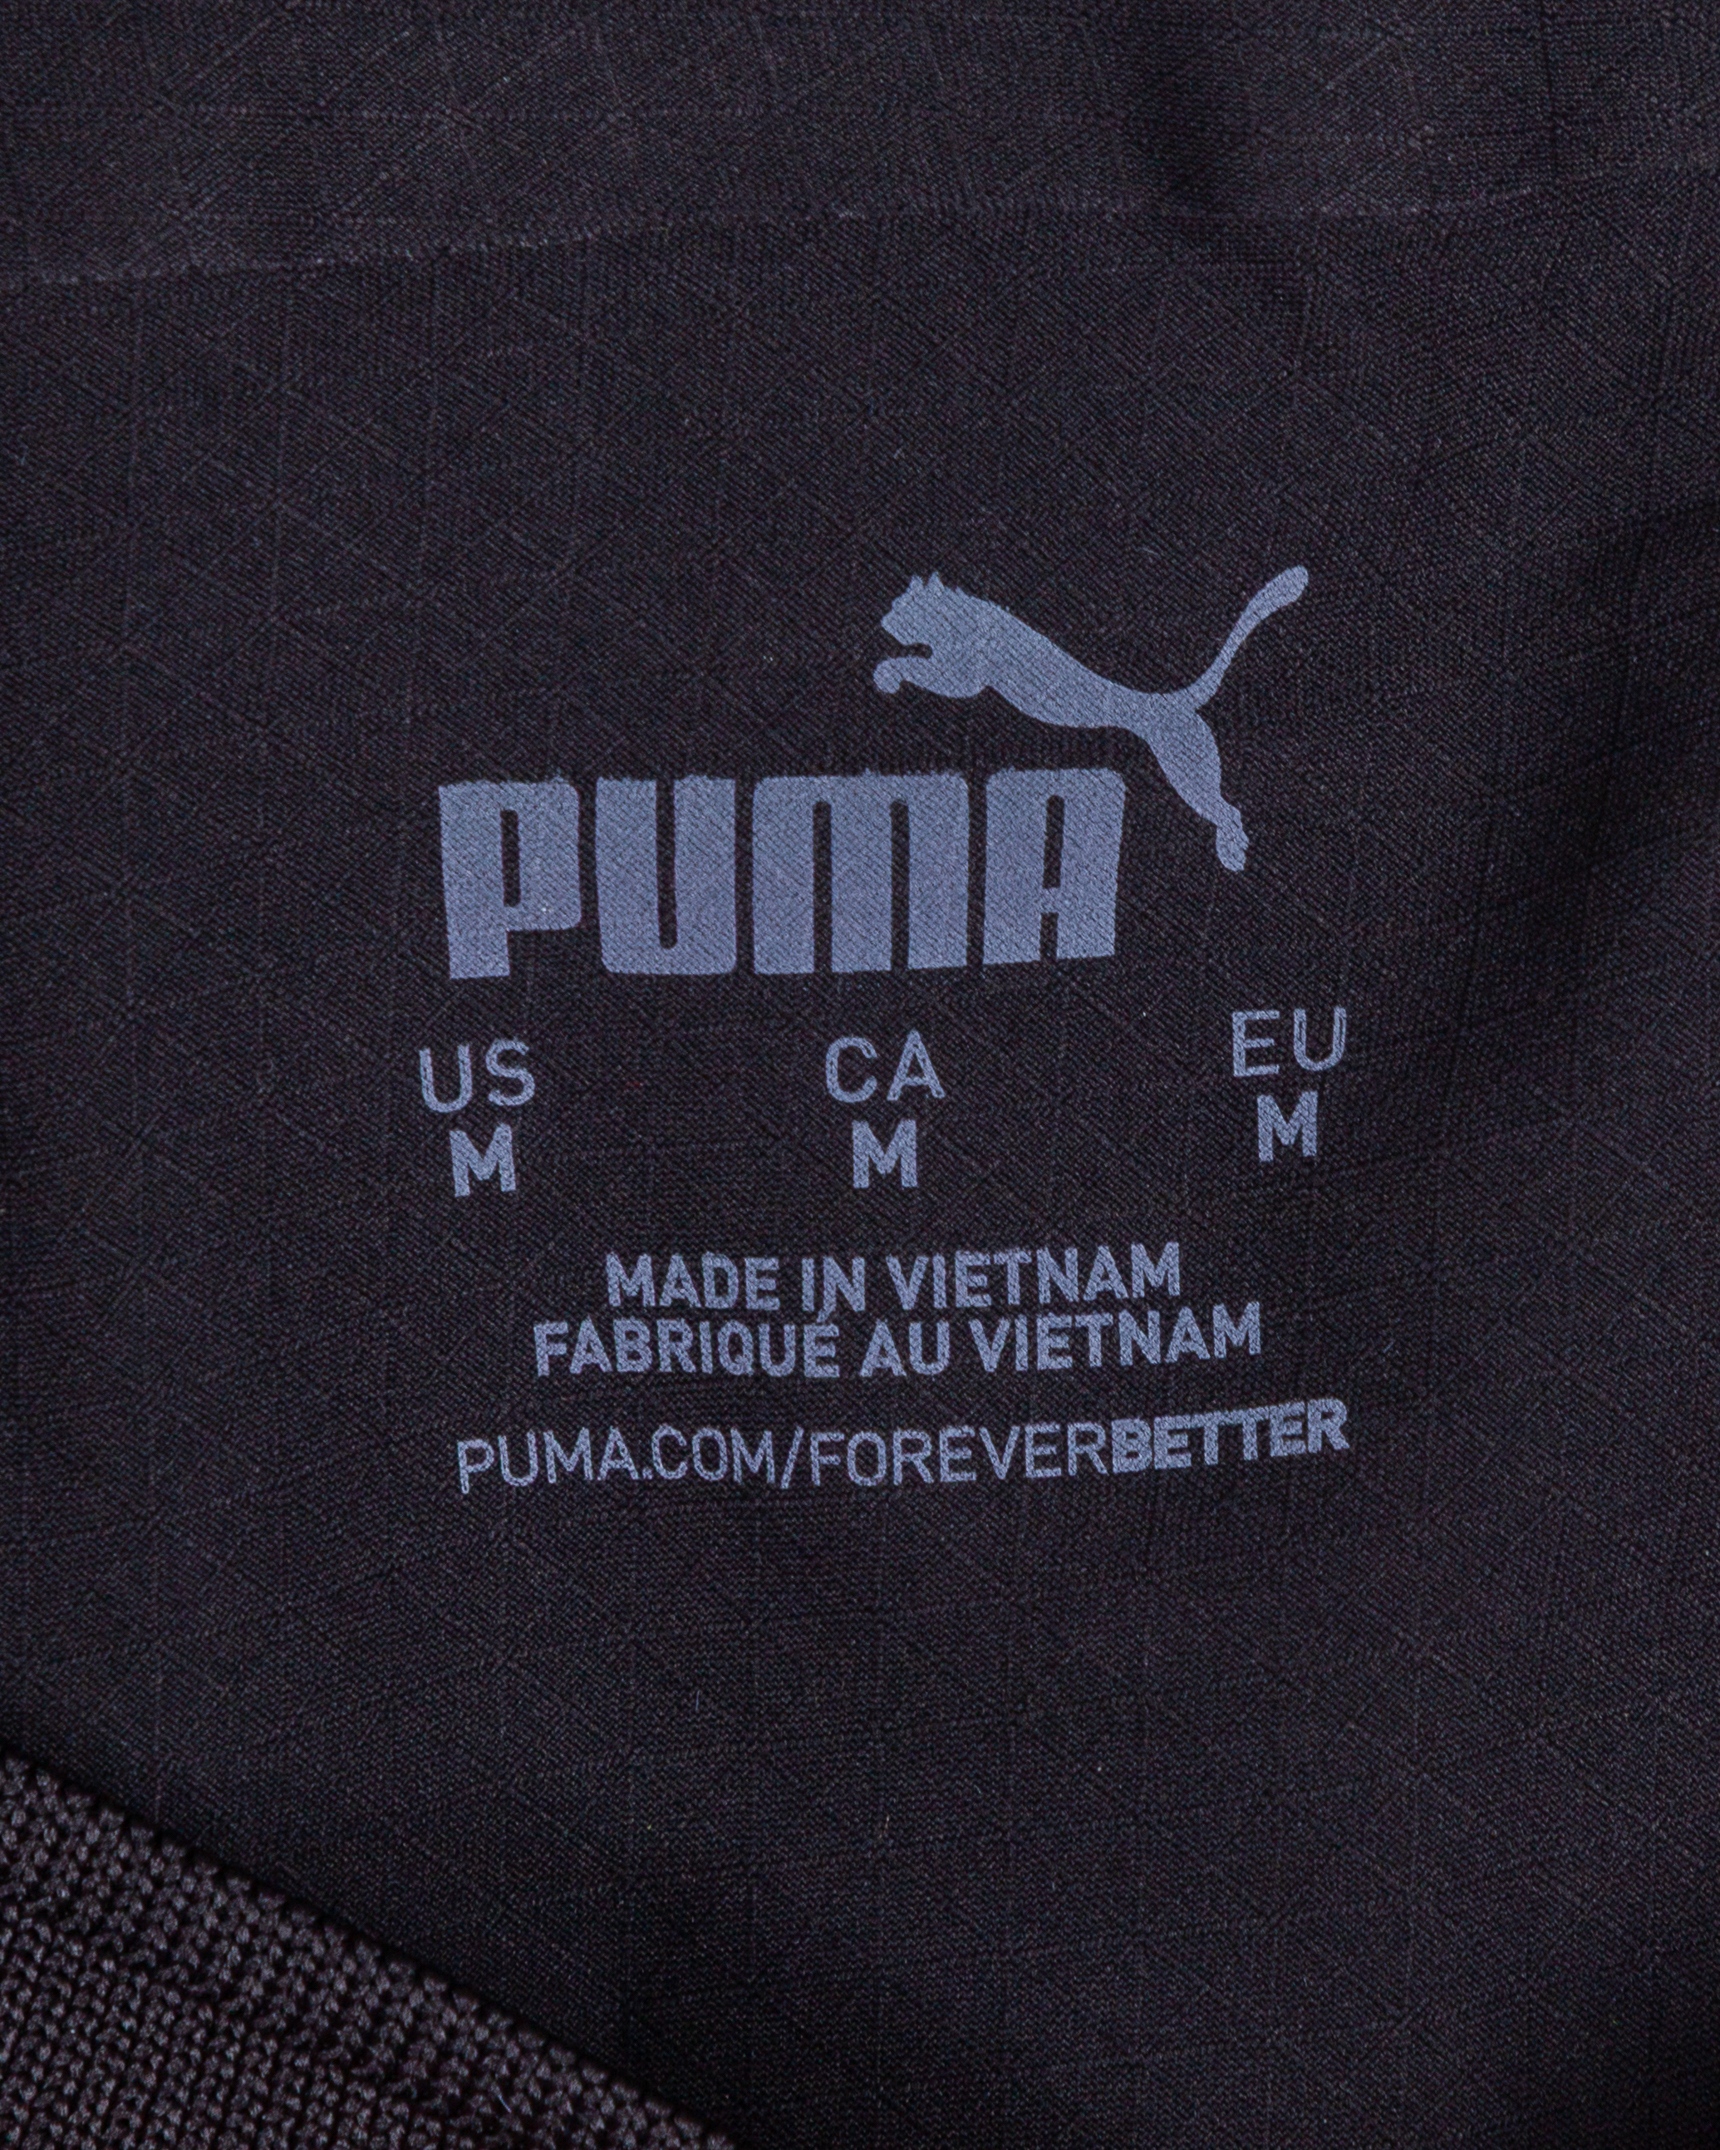 PUMA
US CA EU
M M M
MADE IN VIETNAM
FABRIQUÉ AU VIETNAM
PUMA.COM/FOREVERBETTER